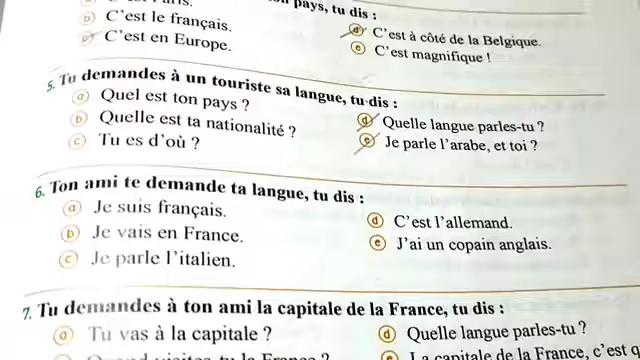 pays, tu dis :
b C'est le français.
C'est en Europe.
d C'est à côté de la Belgique.
e C'est magnifique !
5. Tu demandes à un touriste sa langue, tu dis :
a Quel est ton pays ?
b Quelle est ta nationalité ?
c Tu es d'où ?
d Quelle langue parles-tu ?
e Je parle l'arabe, et toi ?
6. Ton ami te demande ta langue, tu dis :
a Je suis français.
b Je vais en France.
c Je parle l'italien.
d C'est l'allemand.
e J'ai un copain anglais.
7. Tu demandes à ton ami la capitale de la France, tu dis :
a Tu vas à la capitale ?
d Quelle langue parles-tu ?
e La capitale de la France, c'est